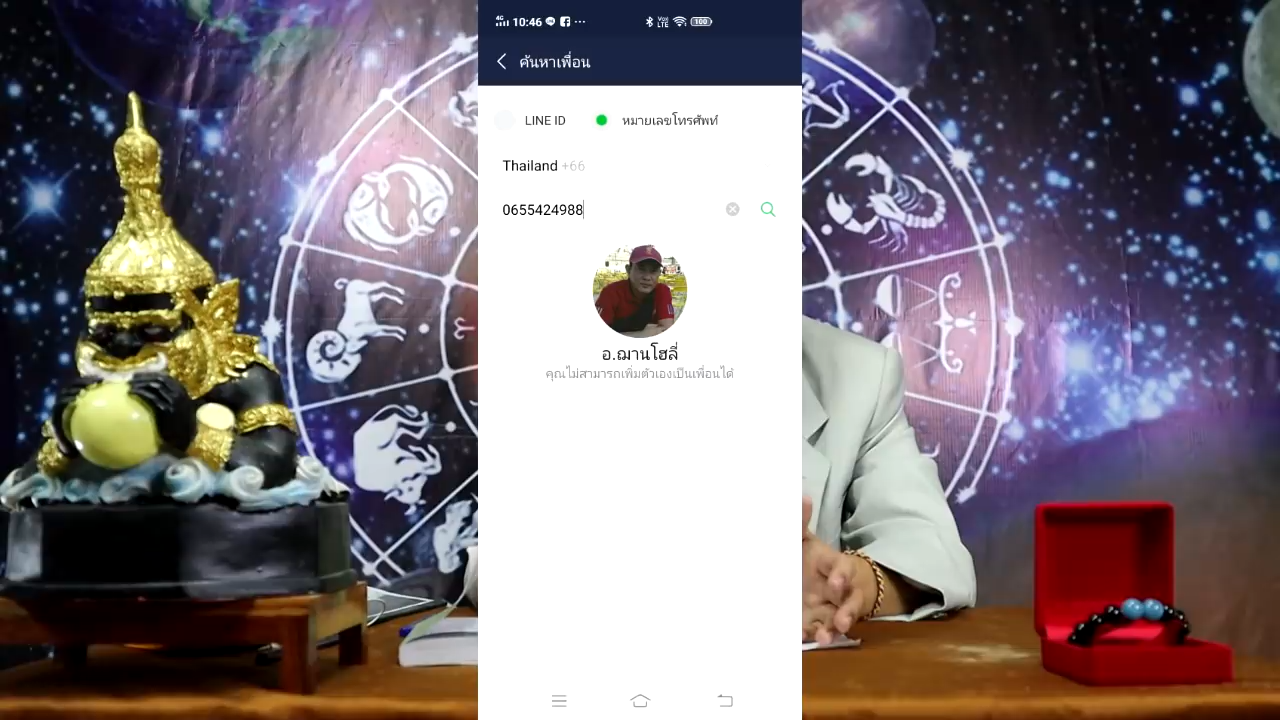 10:46
100
ค้นหาเพื่อน
LINE ID
หมายเลขโทรศัพท์
Thailand +66
0655424988
อ.ฌานโฮลี่
คุณไม่สามารถเพิ่มตัวเองเป็นเพื่อนได้